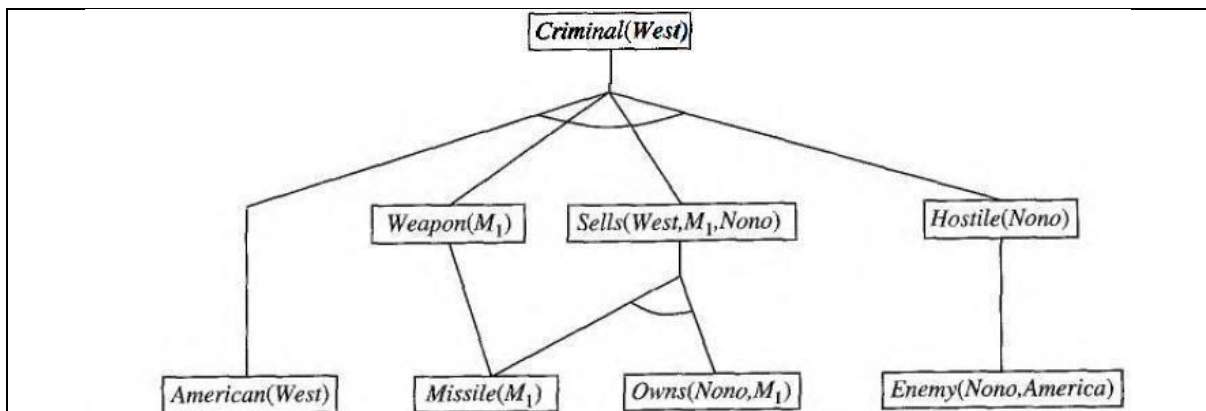 Criminal(West)
Weapon(M₁) Sells(West,M₁,Nono) Hostile(Nono)
American(West) Missile(M₁) Owns(Nono,M₁) Enemy(Nono,America)